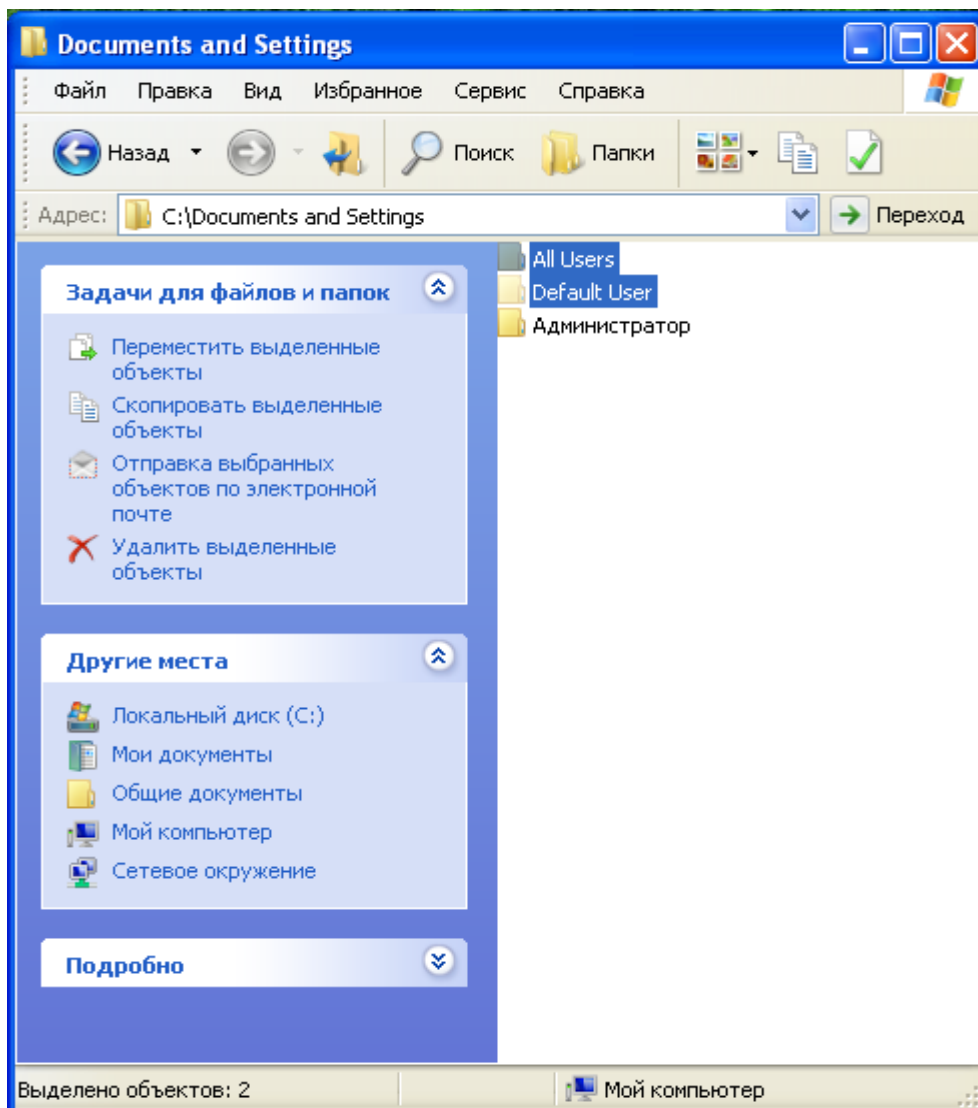 Documents and Settings
Файл Правка Вид Избранное Сервис Справка
Назад Поиск Папки
Адрес: C:\Documents and Settings Переход
Задачи для файлов и папок
Переместить выделенные
объекты
Скопировать выделенные
объекты
Отправка выбранных
объектов по электронной
почте
Удалить выделенные
объекты
Другие места
Локальный диск (C:)
Мои документы
Общие документы
Мой компьютер
Сетевое окружение
Подробно
All Users
Default User
Администратор
Выделено объектов: 2 Мой компьютер